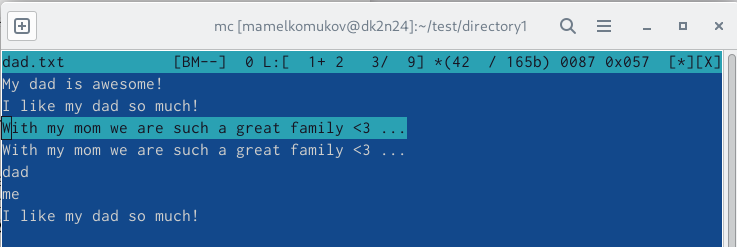 mc [mamelkomukov@dk2n24]:~/test/directory1
dad.txt [BM--] 0 L:[ 1+ 2 3/ 9] *(42 / 165b) 0087 0x057 [*][X]
My dad is awesome!
I like my dad so much!
With my mom we are such a great family <3 ...
With my mom we are such a great family <3 ...
dad
me
I like my dad so much!